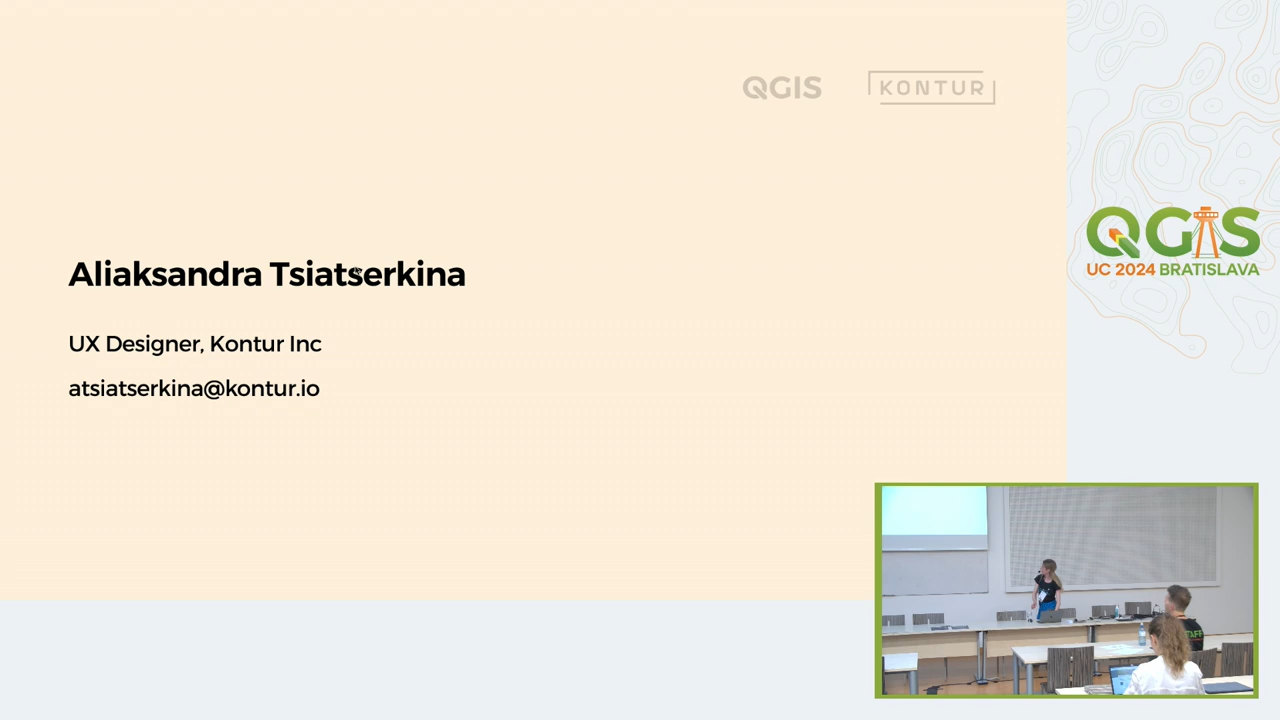 QGIS
KONTUR
Aliaksandra Tsiatserkina
UX Designer, Kontur Inc
atsiatserkina@kontur.io
QGIS
UC 2024 BRATISLAVA